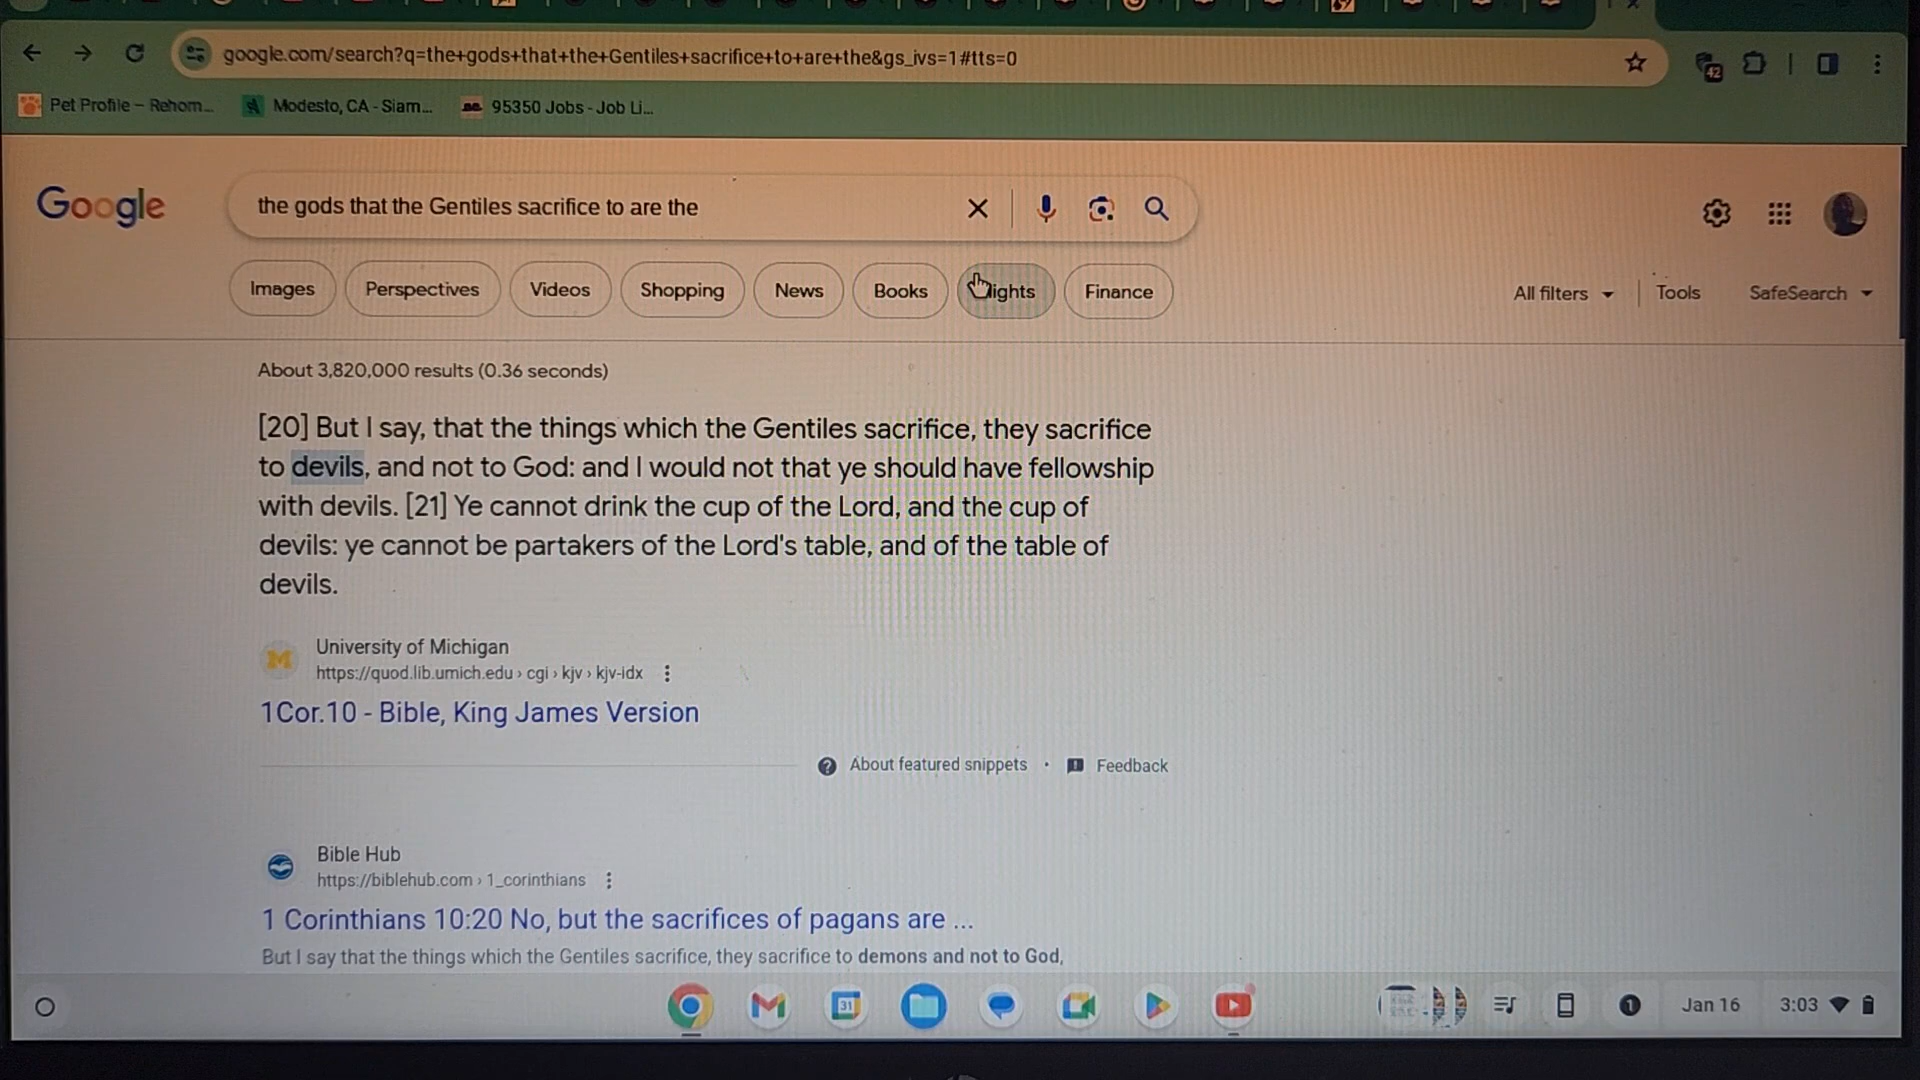 google.com/search?q=the+gods+that+the+Gentiles+sacrifice+to+are+the&gs_ivs=1#tts=0
42
Pet Profile – Rehom...
Modesto, CA - Siam...
95350 Jobs - Job Li...
Google
the gods that the Gentiles sacrifice to are the
Images
Perspectives
Videos
Shopping
News
Books
ights
Finance
All filters
Tools
SafeSearch
About 3,820,000 results (0.36 seconds)
[20] But I say, that the things which the Gentiles sacrifice, they sacrifice
to devils, and not to God: and I would not that ye should have fellowship
with devils. [21] Ye cannot drink the cup of the Lord, and the cup of
devils: ye cannot be partakers of the Lord's table, and of the table of
devils.
M
University of Michigan
https://quod.lib.umich.edu › cgi › kjv › kjv-idx
1Cor.10 - Bible, King James Version
About featured snippets • Feedback
Bible Hub
https://biblehub.com › 1_corinthians
1 Corinthians 10:20 No, but the sacrifices of pagans are ...
But I say that the things which the Gentiles sacrifice, they sacrifice to demons and not to God,
31
1
Jan 16
3:03